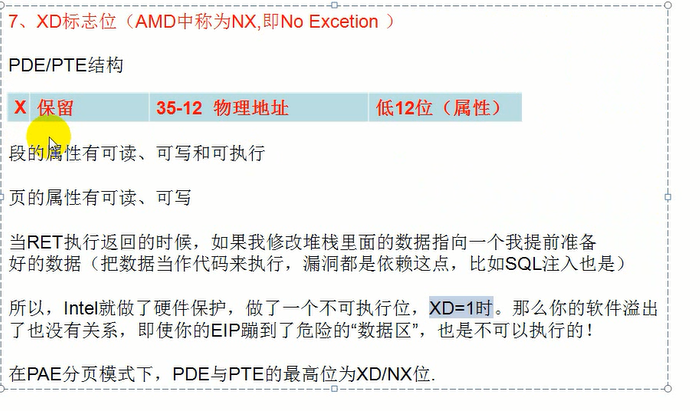 7、XD标志位（AMD中称为NX,即No Excetion ）
PDE/PTE结构
X 保留 35-12 物理地址 低12位（属性）
段的属性有可读、可写和可执行
页的属性有可读、可写
当RET执行返回的时候，如果我修改堆栈里面的数据指向一个我提前准备
好的数据（把数据当作代码来执行，漏洞都是依赖这点，比如SQL注入也是）
所以，Intel就做了硬件保护，做了一个不可执行位，XD=1时。那么你的软件溢出
了也没有关系，即使你的EIP蹦到了危险的“数据区”，也是不可以执行的！
在PAE分页模式下，PDE与PTE的最高位为XD/NX位.